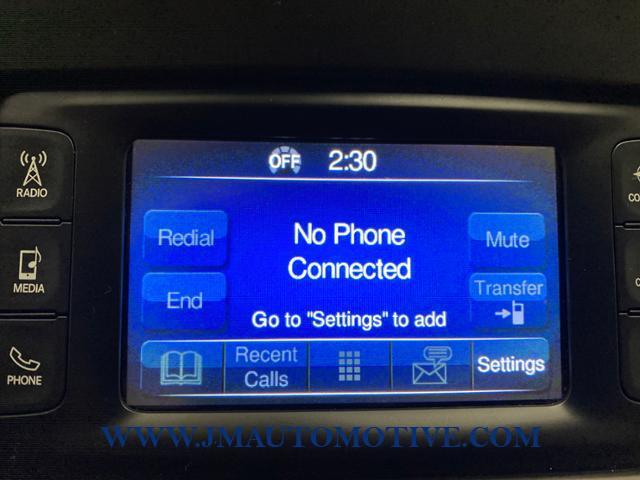 OFF 2:30
RADIO
MEDIA
PHONE
Redial
No Phone
Connected
Mute
End
Transfer
Go to "Settings" to add
Recent
Calls
Settings
WWW.JMAUTOMOTIVE.COM